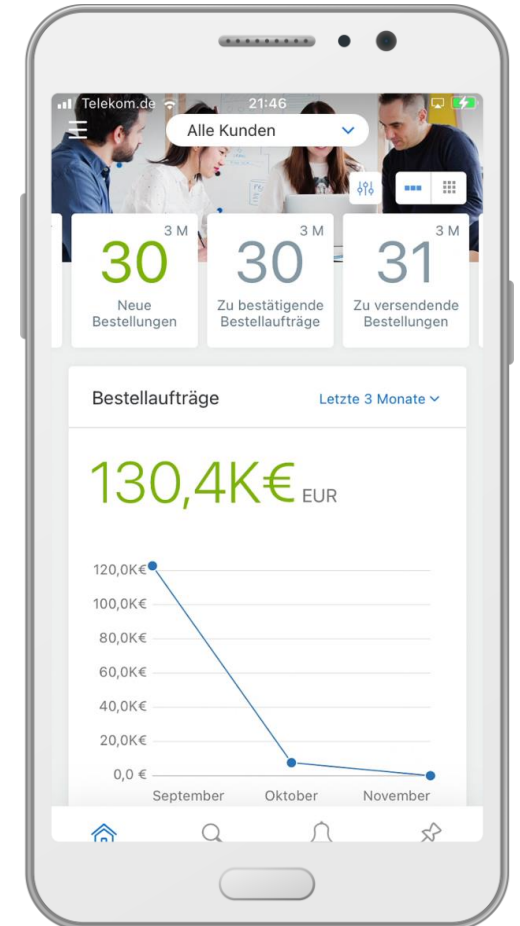 Telekom.de
21:46
Alle Kunden
3 M
30
Neue
Bestellungen
3 M
30
Zu bestätigende
Bestellaufträge
3 M
31
Zu versendende
Bestellungen
Bestellaufträge
Letzte 3 Monate
130,4K€ EUR
120,0K€
100,0K€
80,0K€
60,0K€
40,0K€
20,0K€
0,0 €
September Oktober November